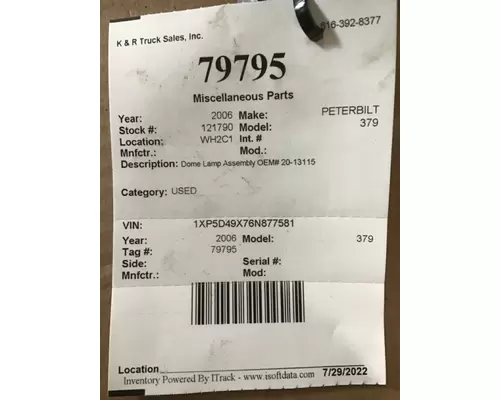 K & R Truck Sales, Inc. 616-392-8377
79795
Miscellaneous Parts
Year: 2006 Make: PETERBILT
Stock #: 121790 Model: 379
Location: WH2C1 Int. #
Mnfctr.: Mod.:
Description: Dome Lamp Assembly OEM# 20-13115
Category: USED
VIN: 1XP5D49X76N877581
Year: 2006 Model: 379
Tag #: 79795
Side: Serial #:
Mnfctr.: Mod:
Location
Inventory Powered By ITrack - www.isoftdata.com 7/29/2022